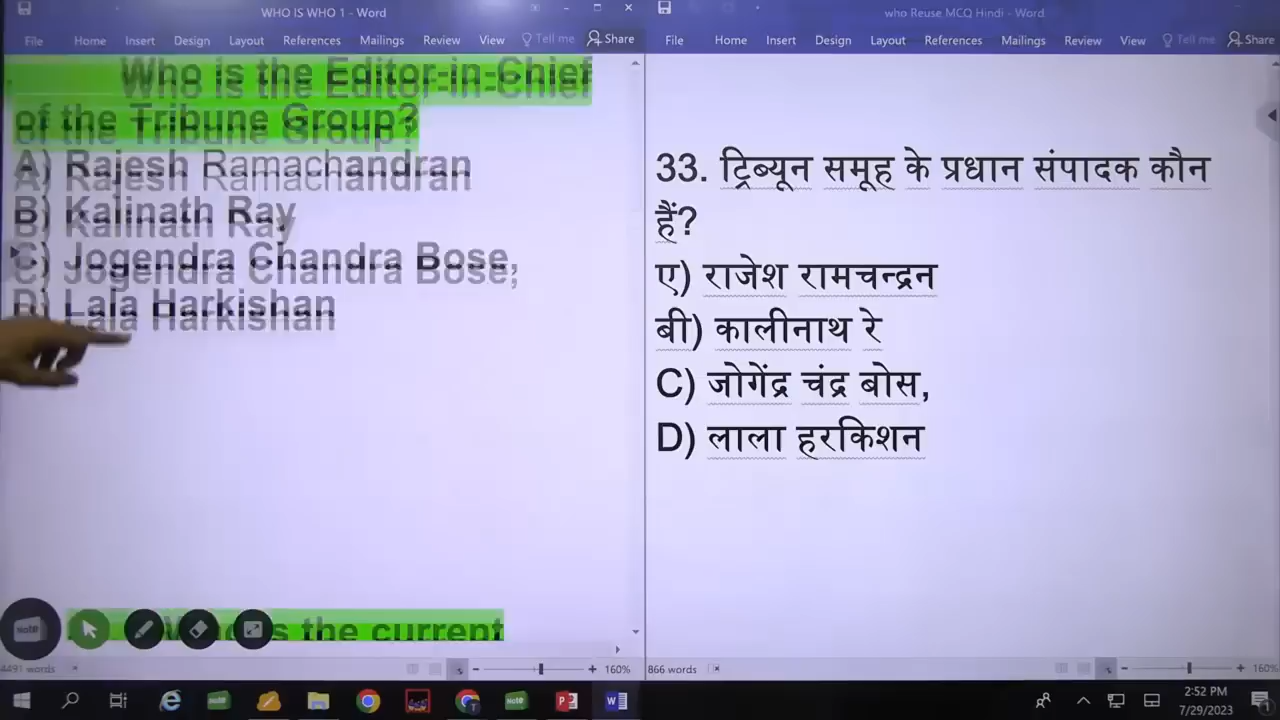 WHO IS WHO 1 - Word
File Home Insert Design Layout References Mailings Review View Tell me Share
Who is the Editor-in-Chief
of the Tribune Group?
A) Rajesh Ramachandran
B) Kalinath Ray
C) Jogendra Chandra Bose,
D) Lala Harkishan
s the current
4491 words
160%
who Reuse MCQ Hindi - Word
File Home Insert Design Layout References Mailings Review View Tell me Share
33. ट्रिब्यून समूह के प्रधान संपादक कौन
हैं?
ए) राजेश रामचन्द्रन
बी) कालीनाथ रे
C) जोगेंद्र चंद्र बोस,
D) लाला हरकिशन
866 words
160%
2:52 PM
7/29/2023